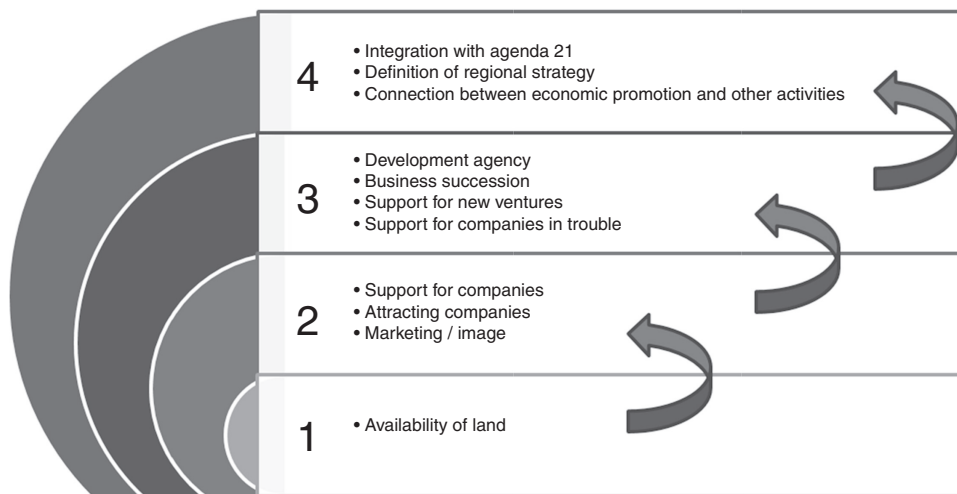 4
• Integration with agenda 21
• Definition of regional strategy
• Connection between economic promotion and other activities
3
• Development agency
• Business succession
• Support for new ventures
• Support for companies in trouble
2
• Support for companies
• Attracting companies
• Marketing / image
1
• Availability of land